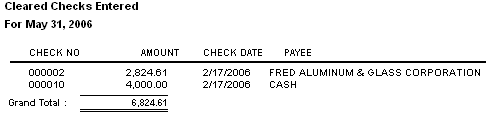 Cleared Checks Entered
For May 31, 2006
CHECK NO AMOUNT CHECK DATE PAYEE
000002 2,824.61 2/17/2006 FRED ALUMINUM & GLASS CORPORATION
000010 4,000.00 2/17/2006 CASH
Grand Total : 6,824.61